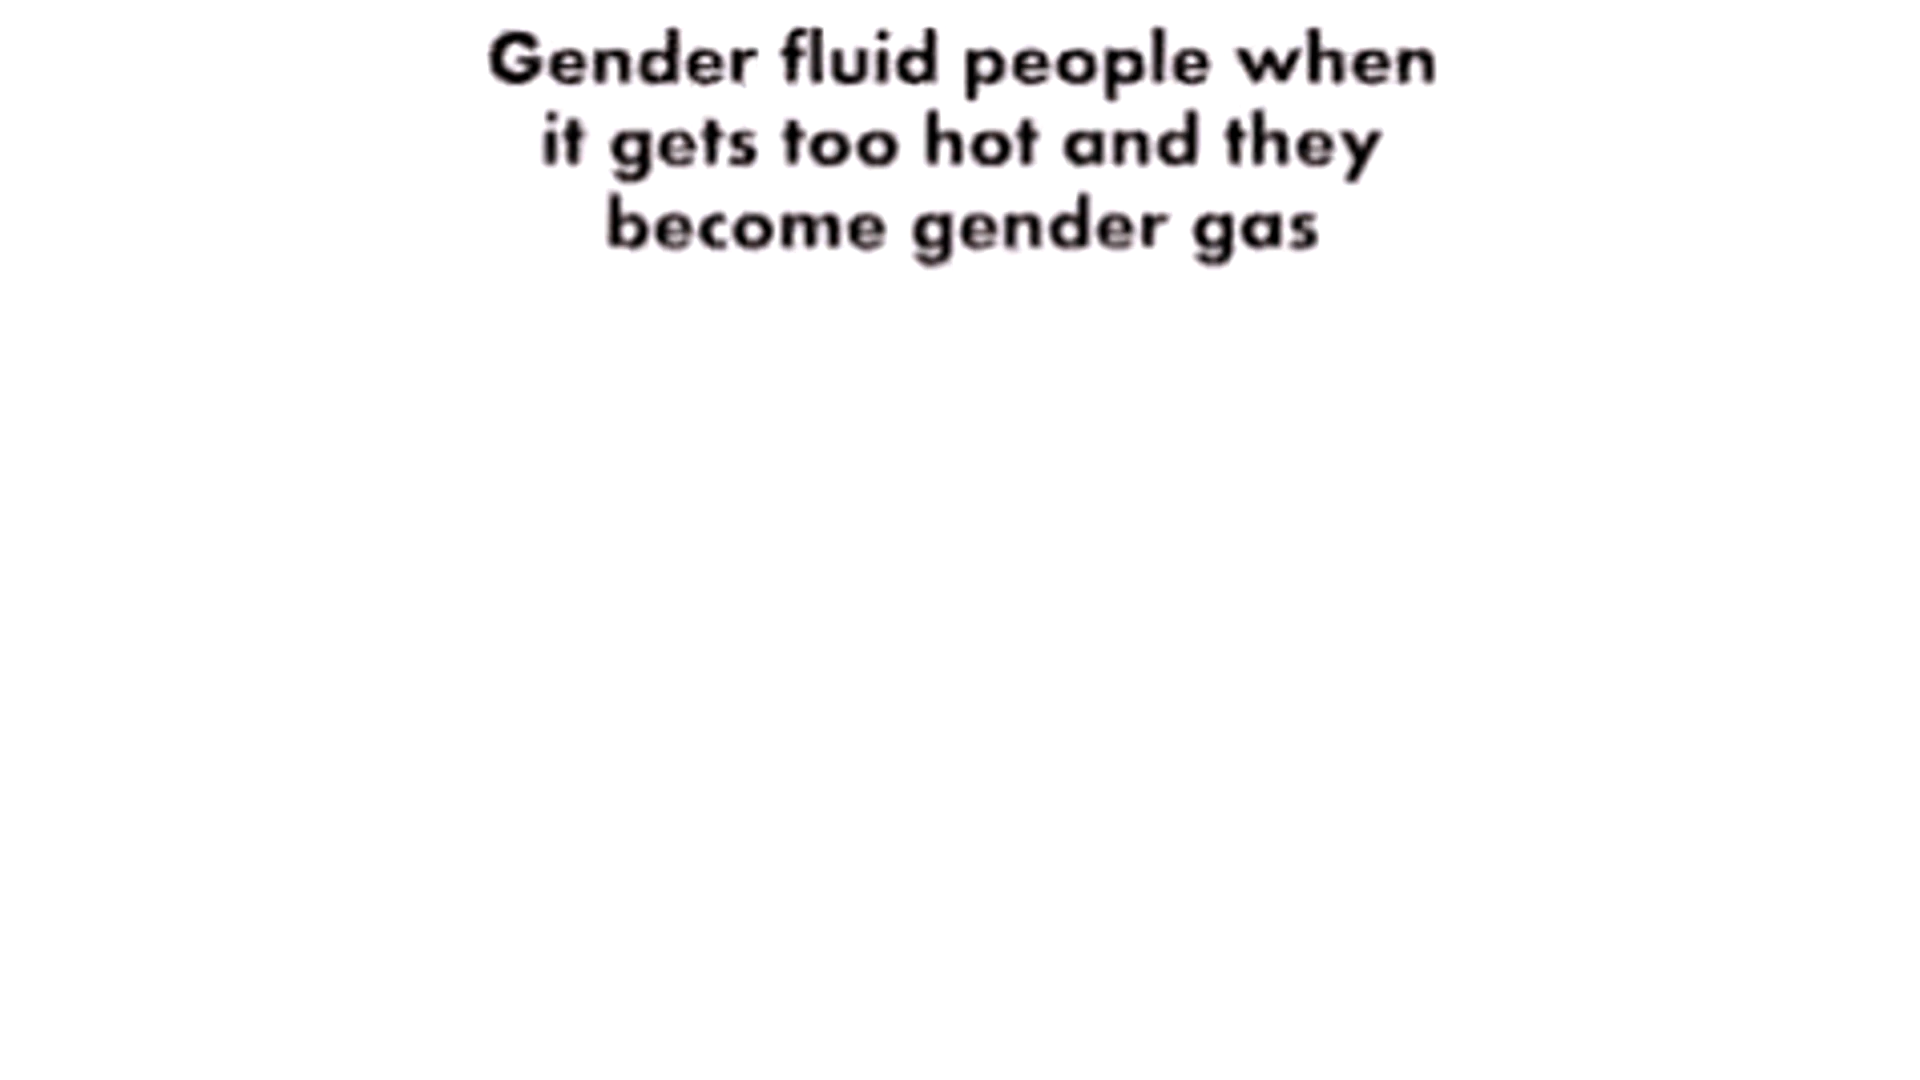 Gender fluid people when
it gets too hot and they
become gender gas